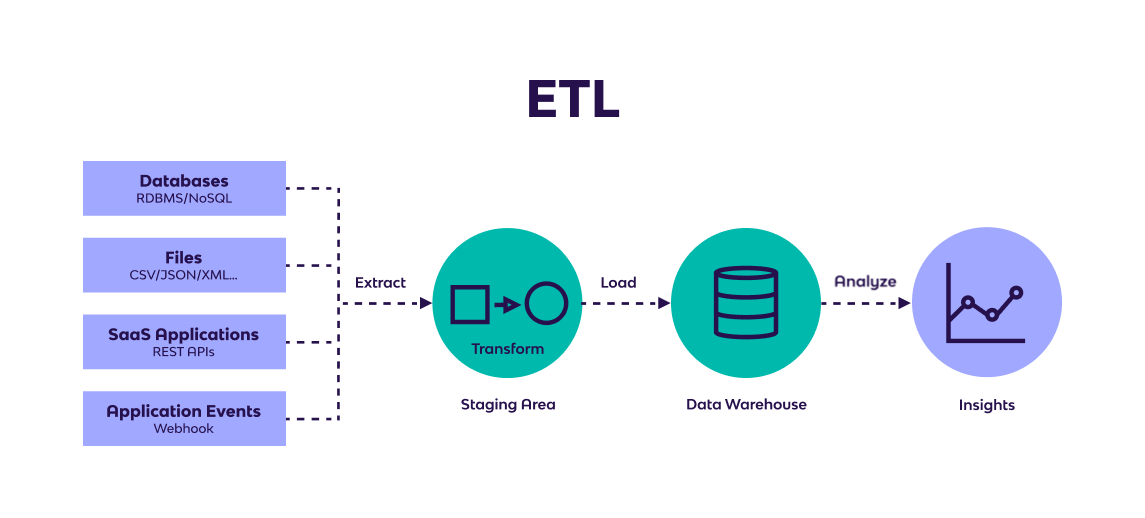 ETL
Databases
RDBMS/NoSQL
Files
CSV/JSON/XML...
SaaS Applications
REST APIs
Application Events
Webhook
Extract
Transform
Staging Area
Load
Data Warehouse
Analyze
Insights